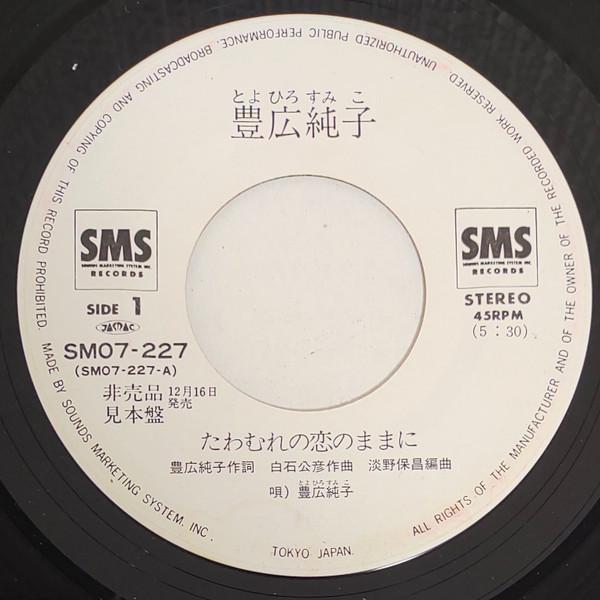 とよひろすみこ
豊広純子
SMS
SOUNDS MARKETING SYSTEM INC.
RECORDS
SIDE 1
JASRAC
SM07-227
(SM07-227-A)
非売品
見本盤
12月16日
発売
SMS
SOUNDS MARKETING SYSTEM INC.
RECORDS
STEREO
45RPM
(5:30)
たわむれの恋のままに
豊広純子作詞 白石公彦作曲 淡野保昌編曲
とよひろすみこ
唄)豊広純子
ALL RIGHTS OF THE MANUFACTURER AND OF THE OWNER OF THE RECORDED WORK RESERVED. UNAUTHORIZED PUBLIC PERFORMANCE, BROADCASTING AND COPYING OF THIS RECORD PROHIBITED. MADE BY SOUNDS MARKETING SYSTEM, INC.
TOKYO JAPAN.